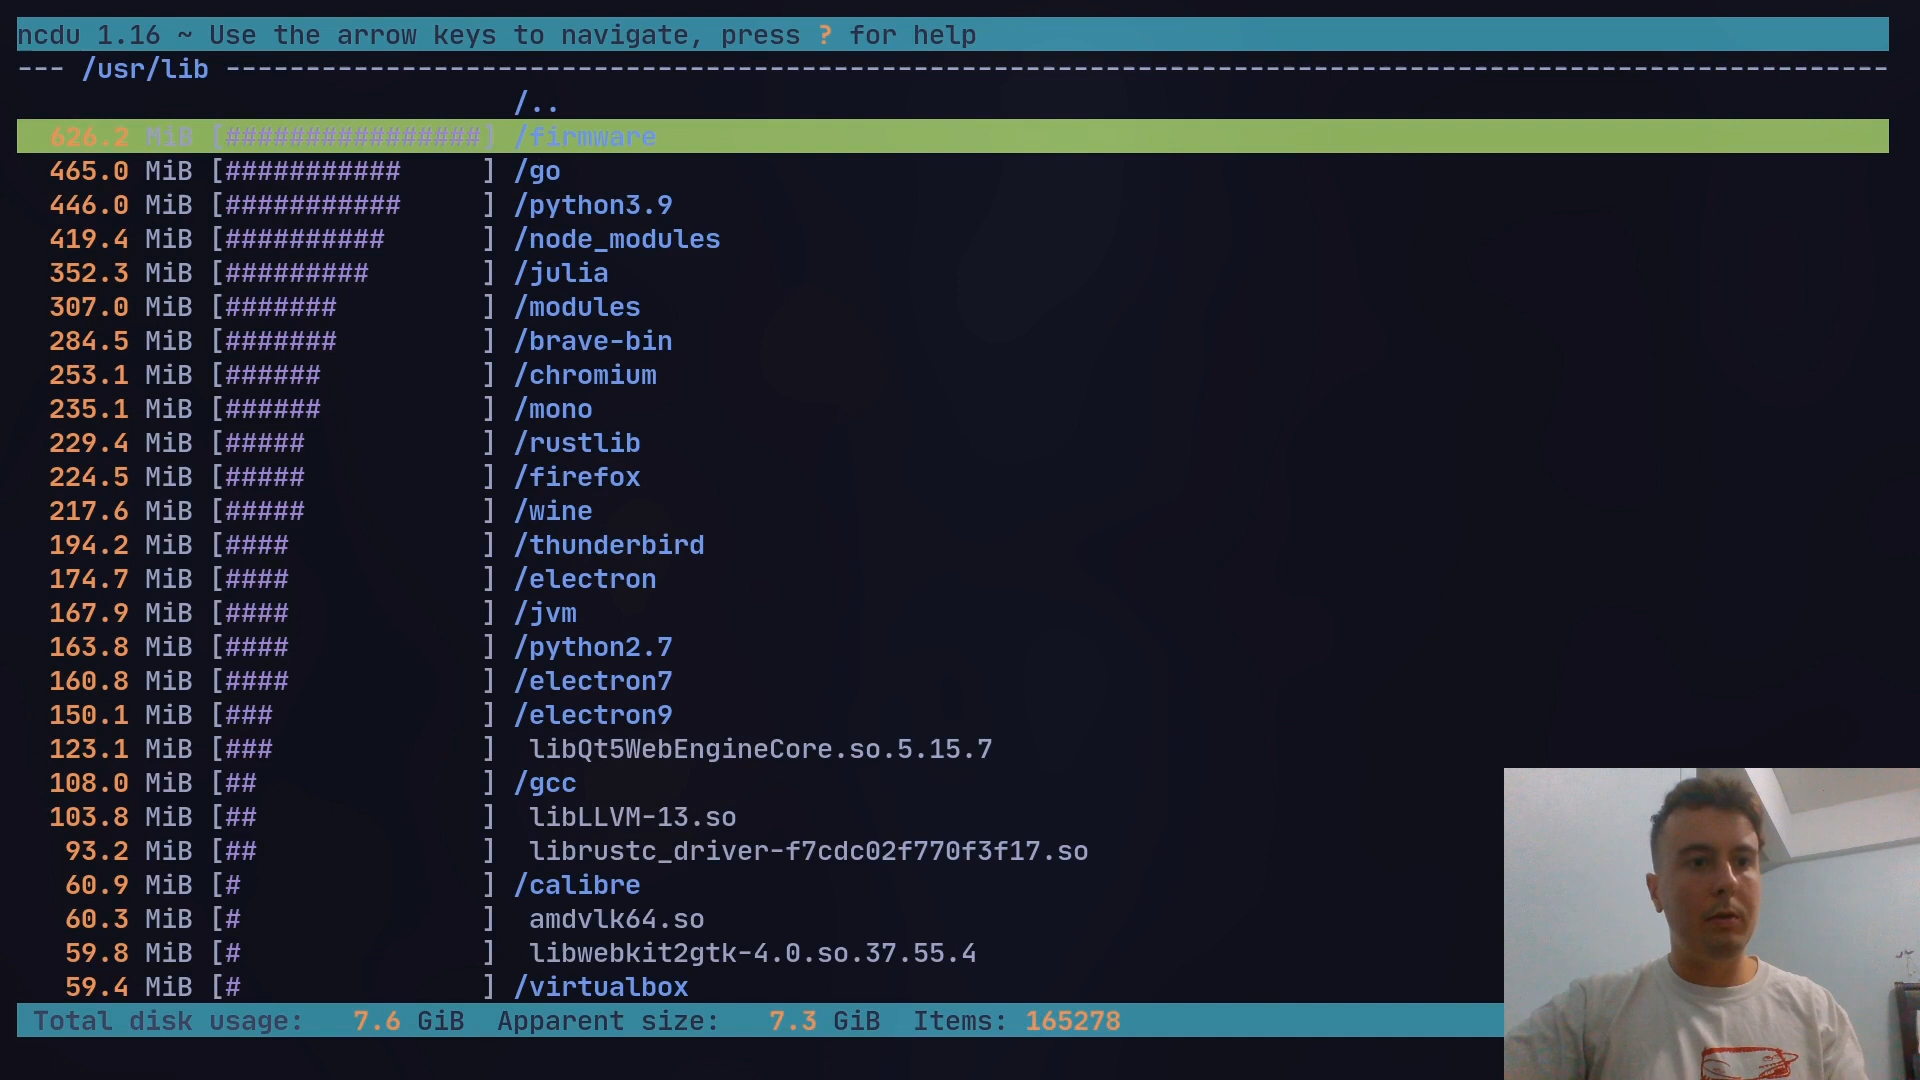 ncdu 1.16 ~ Use the arrow keys to navigate, press ? for help
--- /usr/lib --------------------------------------------------------------------------------------------------------
/..
626.2 MiB [################] /firmware
465.0 MiB [###########     ] /go
446.0 MiB [###########     ] /python3.9
419.4 MiB [##########      ] /node_modules
352.3 MiB [#########       ] /julia
307.0 MiB [#######         ] /modules
284.5 MiB [#######         ] /brave-bin
253.1 MiB [######          ] /chromium
235.1 MiB [######          ] /mono
229.4 MiB [#####           ] /rustlib
224.5 MiB [#####           ] /firefox
217.6 MiB [#####           ] /wine
194.2 MiB [####            ] /thunderbird
174.7 MiB [####            ] /electron
167.9 MiB [####            ] /jvm
163.8 MiB [####            ] /python2.7
160.8 MiB [####            ] /electron7
150.1 MiB [###             ] /electron9
123.1 MiB [###             ]  libQt5WebEngineCore.so.5.15.7
108.0 MiB [##              ] /gcc
103.8 MiB [##              ]  libLLVM-13.so
93.2 MiB [##              ]  librustc_driver-f7cdc02f770f3f17.so
60.9 MiB [#               ] /calibre
60.3 MiB [#               ]  amdvlk64.so
59.8 MiB [#               ]  libwebkit2gtk-4.0.so.37.55.4
59.4 MiB [#               ] /virtualbox
Total disk usage:   7.6 GiB  Apparent size:   7.3 GiB  Items: 165278